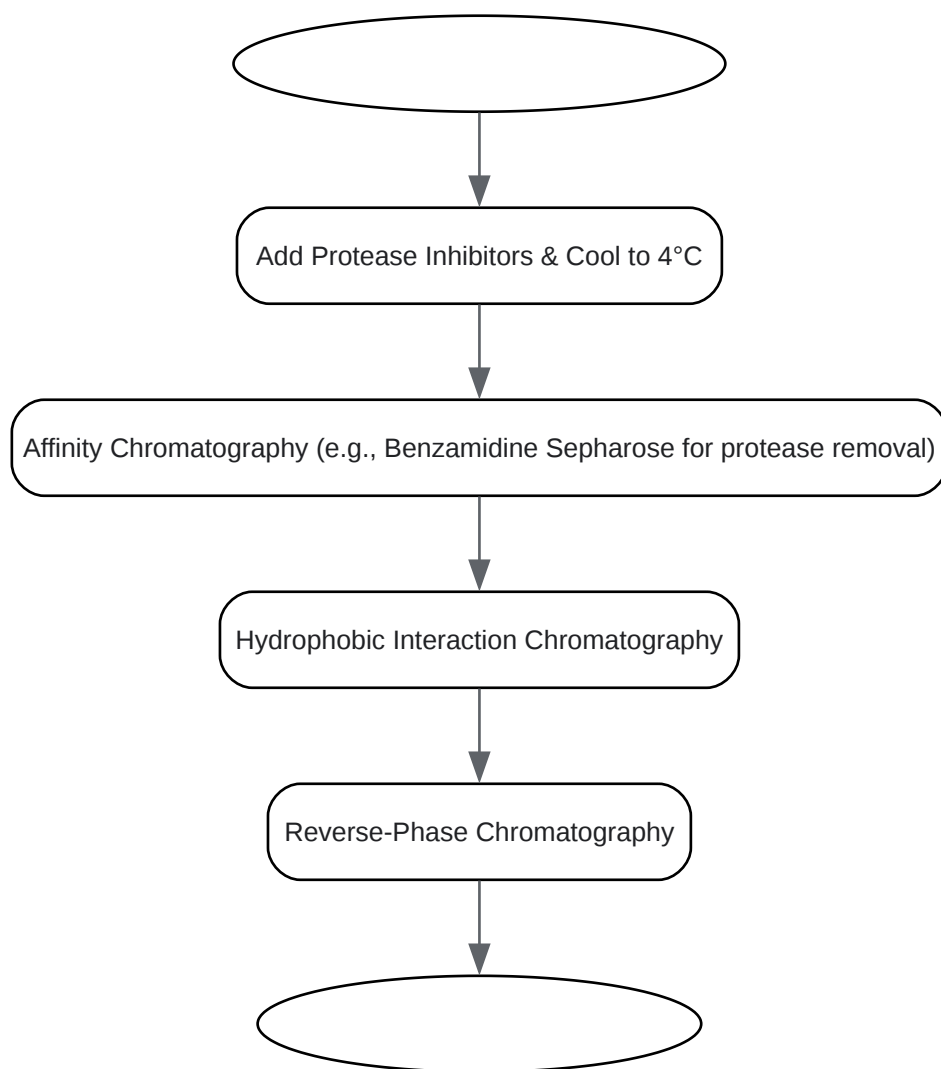 Add Protease Inhibitors & Cool to 4°C
Affinity Chromatography (e.g., Benzamidine Sepharose for protease removal)
Hydrophobic Interaction Chromatography
Reverse-Phase Chromatography